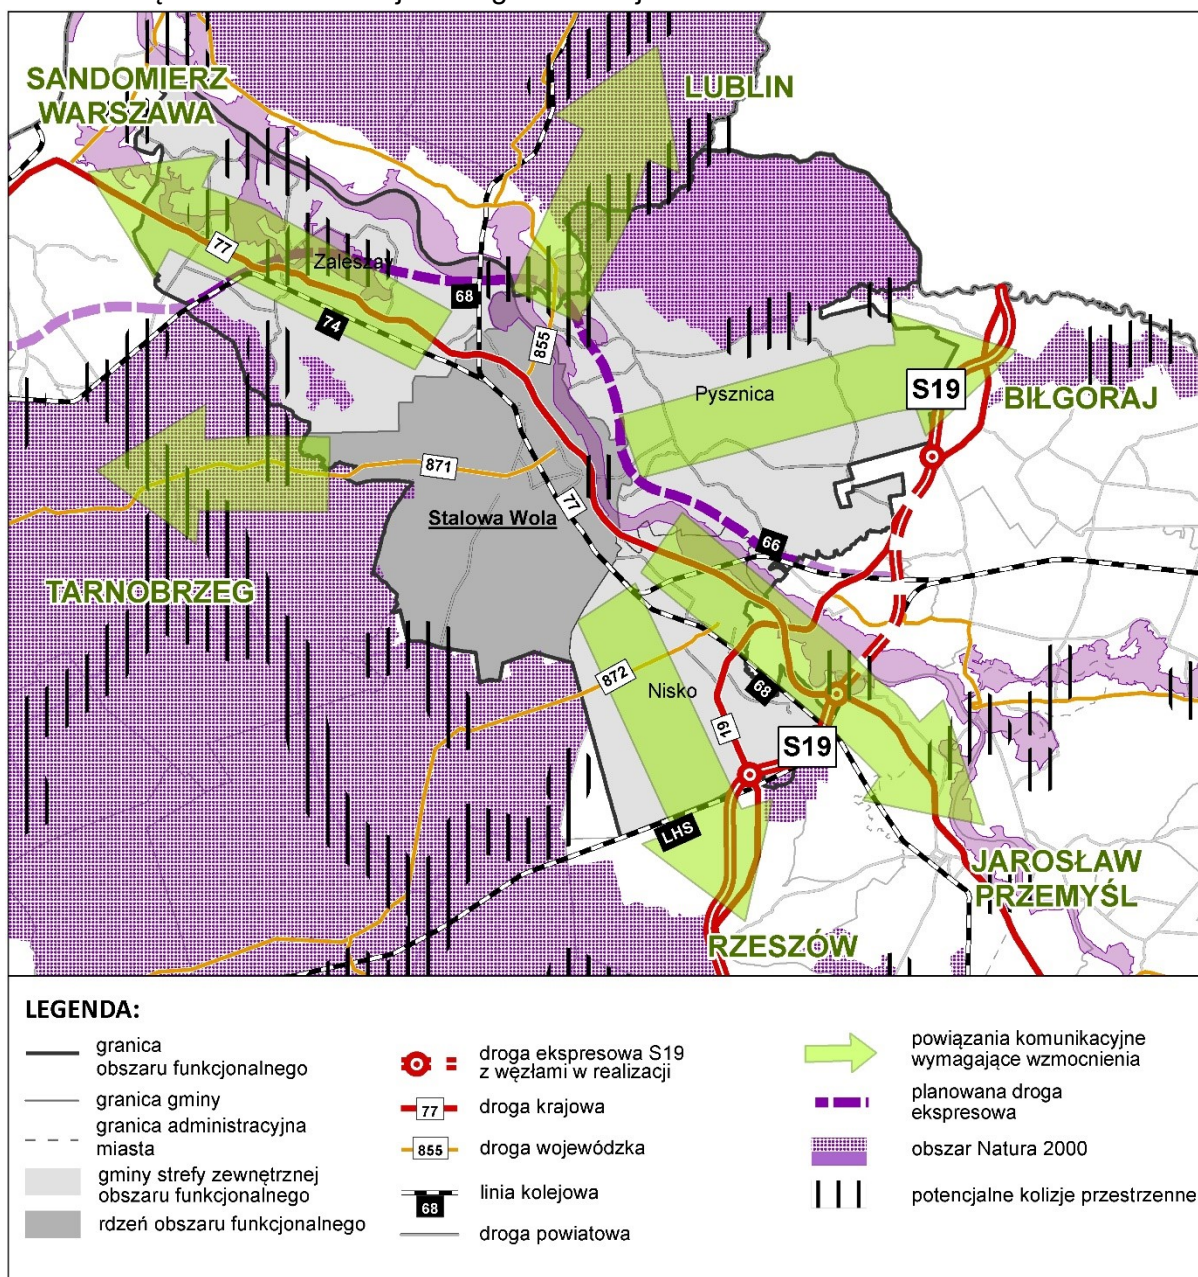 SANDOMIERZ
WARSZAWA
LUBLIN
77
Zaleszay
68
74
855
Pysznica
S19
BIŁGORAJ
871
77
Stalowa Wola
66
TARNOBRZEG
872
Nisko
68
19
S19
LHS
JAROSŁAW
PRZEMYŚL
RZESZÓW
LEGENDA:
granica
obszaru funkcjonalnego
granica gminy
granica administracyjna
miasta
gminy strefy zewnętrznej
obszaru funkcjonalnego
rdzeń obszaru funkcjonalnego
droga ekspresowa S19
z węzłami w realizacji
77
droga krajowa
855
droga wojewódzka
linia kolejowa
68
droga powiatowa
powiązania komunikacyjne
wymagające wzmocnienia
planowana droga
ekspresowa
obszar Natura 2000
potencjalne kolizje przestrzenne